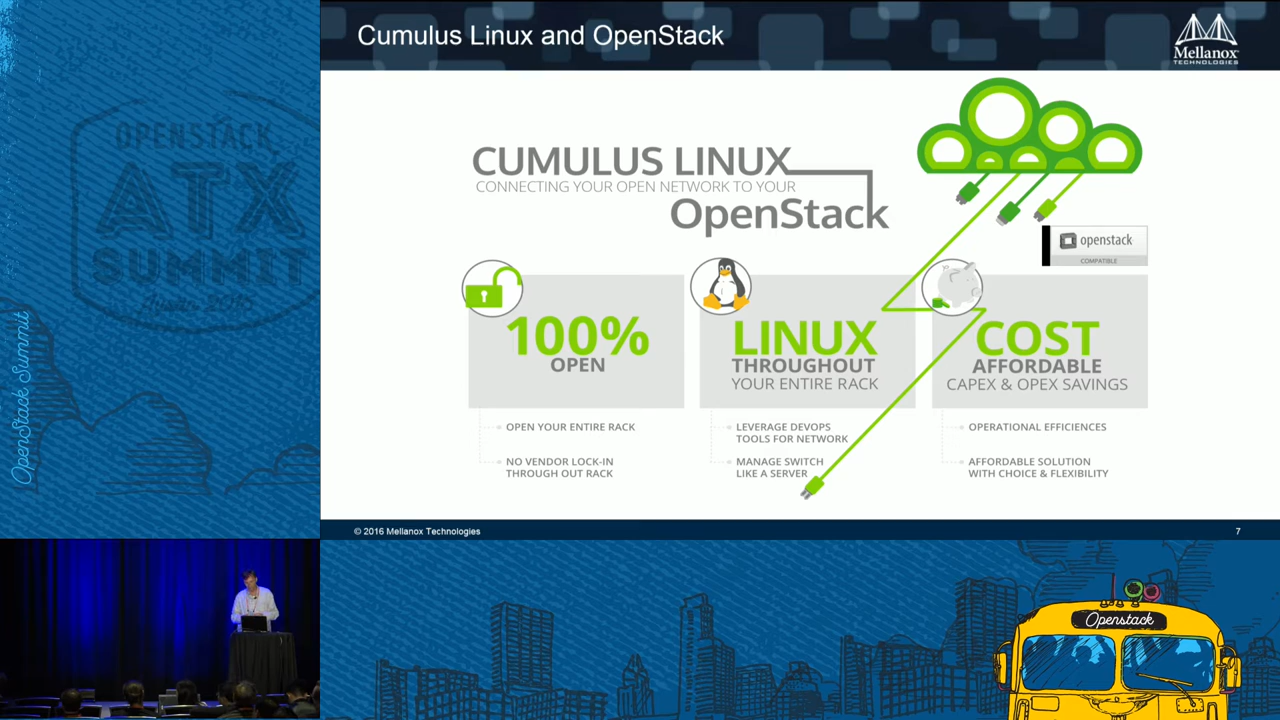 Cumulus Linux and OpenStack
Mellanox
TECHNOLOGIES
CUMULUS LINUX
CONNECTING YOUR OPEN NETWORK TO YOUR
OpenStack
openstack
COMPATIBLE
100%
OPEN
OPEN YOUR ENTIRE RACK
NO VENDOR LOCK-IN
THROUGH OUT RACK
LINUX
THROUGHOUT
YOUR ENTIRE RACK
LEVERAGE DEVOPS
TOOLS FOR NETWORK
MANAGE SWITCH
LIKE A SERVER
COST
AFFORDABLE
CAPEX & OPEX SAVINGS
OPERATIONAL EFFICIENCES
AFFORDABLE SOLUTION
WITH CHOICE & FLEXIBILITY
© 2016 Mellanox Technologies
7
OPENSTACK
ATX
SUMMIT
OpenStack Summit
Openstack